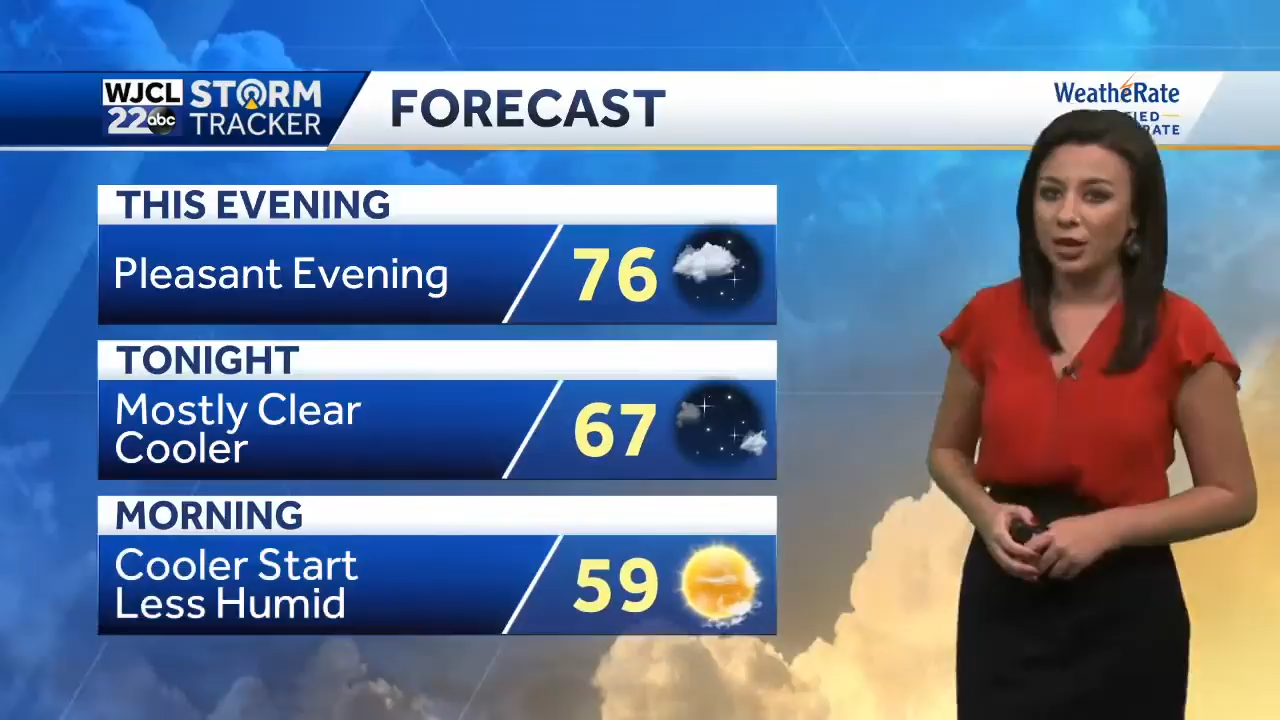 WJCL
22 abc
STORM
TRACKER
FORECAST
WeatheRate
THIS EVENING
Pleasant Evening
76
TONIGHT
Mostly Clear
Cooler
67
MORNING
Cooler Start
Less Humid
59